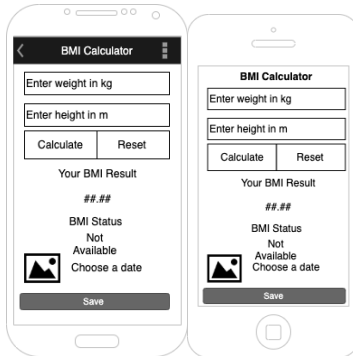 BMI Calculator
Enter weight in kg
Enter height in m
Calculate Reset
Your BMI Result
##.##
BMI Status
Not
Available
Choose a date
Save
BMI Calculator
Enter weight in kg
Enter height in m
Calculate Reset
Your BMI Result
##.##
BMI Status
Not
Available
Choose a date
Save